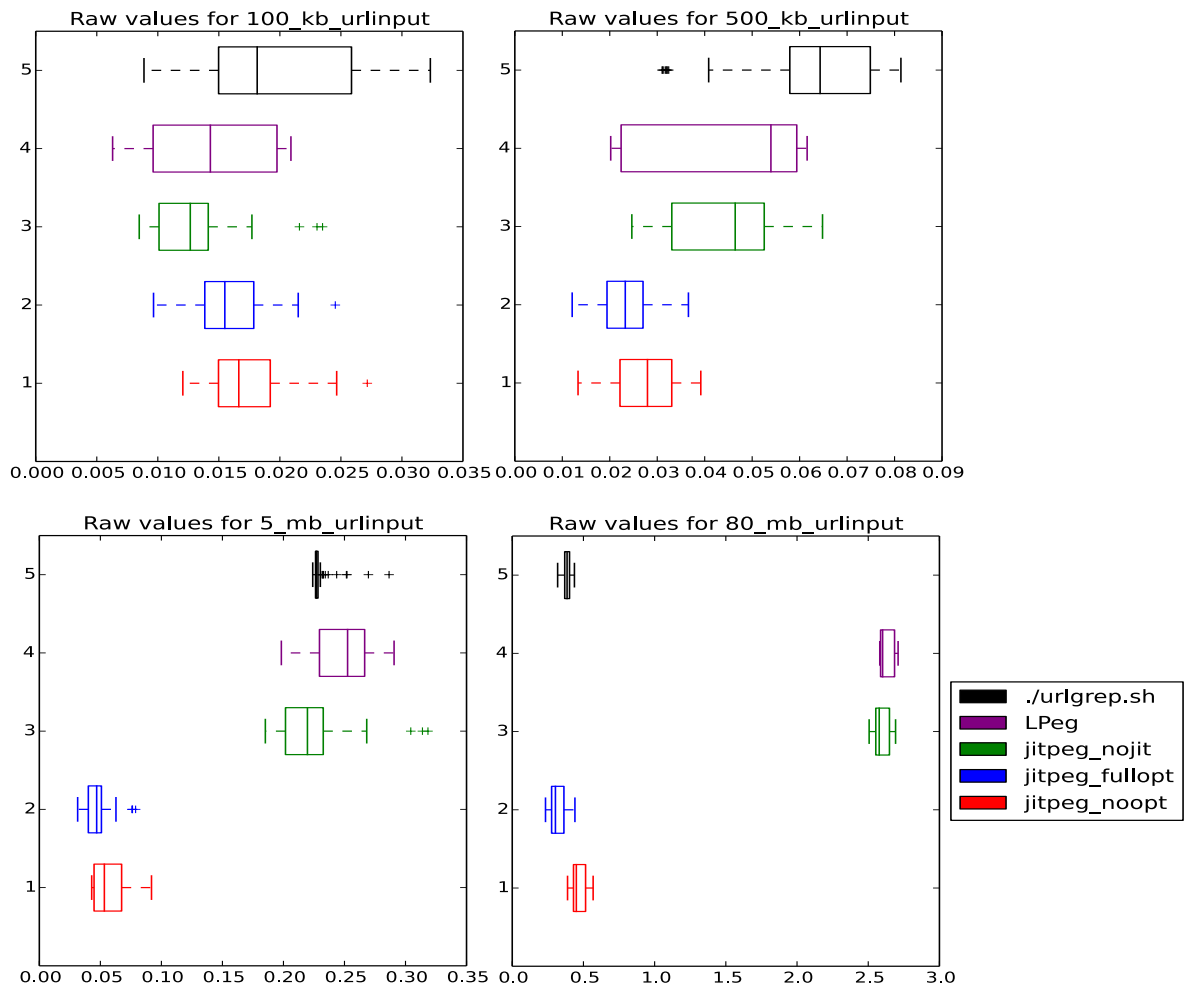 Raw values for 100_kb_urlinput
5
4
3
2
1
0.000 0.005 0.010 0.015 0.020 0.025 0.030 0.035
Raw values for 500_kb_urlinput
5
4
3
2
1
0.00 0.01 0.02 0.03 0.04 0.05 0.06 0.07 0.08 0.09
Raw values for 5_mb_urlinput
5
4
3
2
1
0.00 0.05 0.10 0.15 0.20 0.25 0.30 0.35
Raw values for 80_mb_urlinput
5
4
3
2
1
0.0 0.5 1.0 1.5 2.0 2.5 3.0
./urlgrep.sh
LPeg
jitpeg_nojit
jitpeg_fullopt
jitpeg_noopt